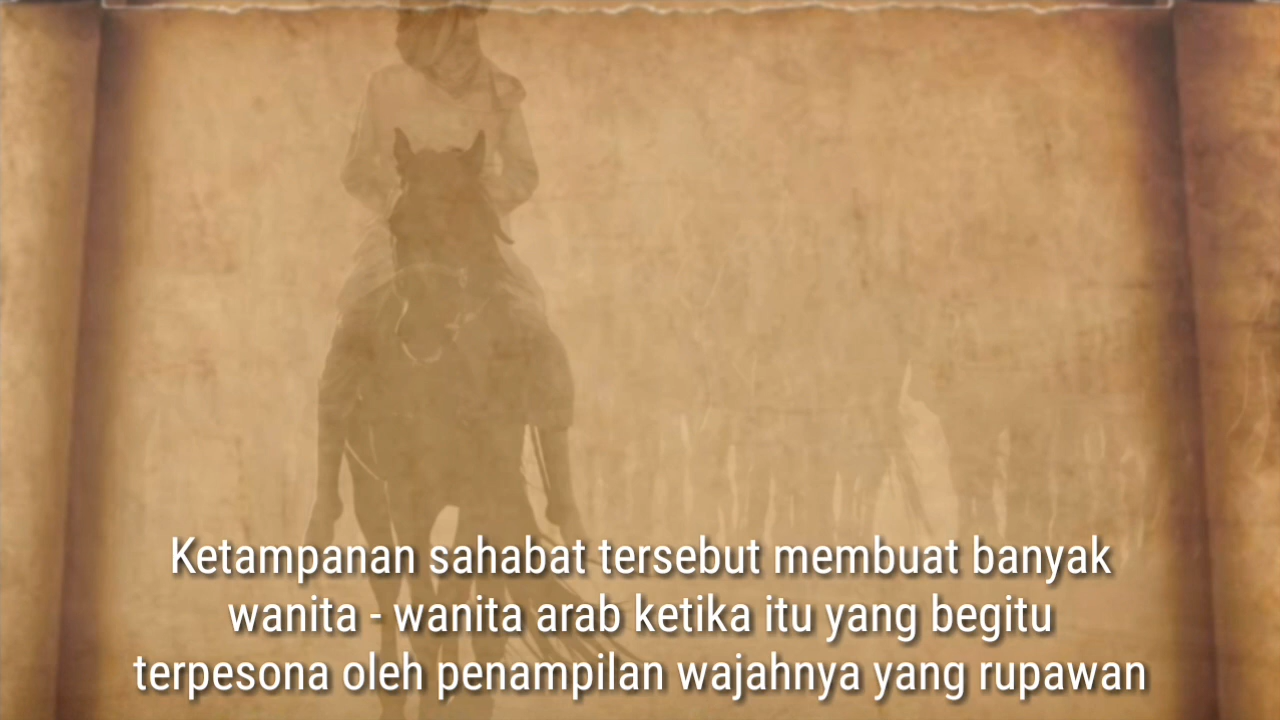 Ketampanan sahabat tersebut membuat banyak
wanita - wanita arab ketika itu yang begitu
terpesona oleh penampilan wajahnya yang rupawan